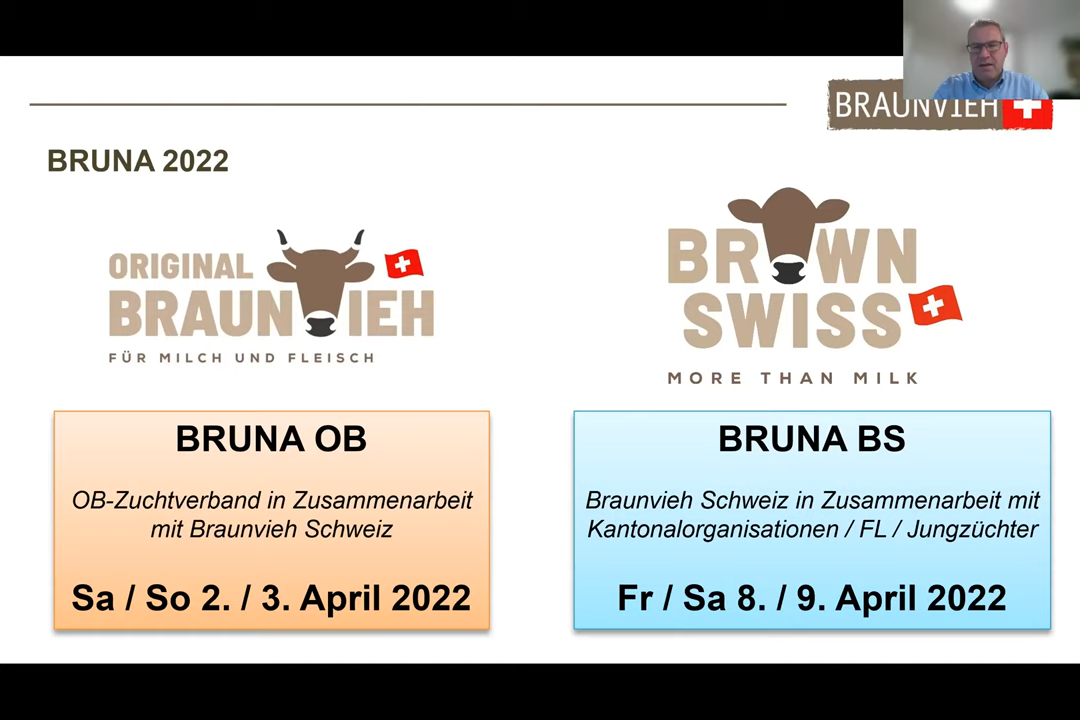 BRAUNVIEH
BRUNA 2022
ORIGINAL
BRAUNVIEH
FÜR MILCH UND FLEISCH
BROWN
SWISS
MORE THAN MILK
BRUNA OB
OB-Zuchtverband in Zusammenarbeit
mit Braunvieh Schweiz
Sa / So 2. / 3. April 2022
BRUNA BS
Braunvieh Schweiz in Zusammenarbeit mit
Kantonalorganisationen / FL / Jungzüchter
Fr / Sa 8. / 9. April 2022